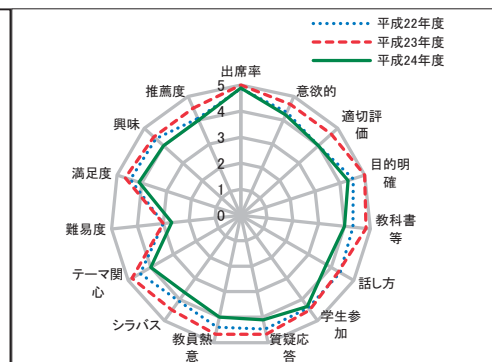 平成22年度
平成23年度
平成24年度
出席率
意欲的
適切評
価
目的明
確
教科書
等
話し方
学生参
加
質疑応
答
教員熱
意
シラバス
テーマ関
心
難易度
満足度
興味
推薦度
5
4
3
2
1
0